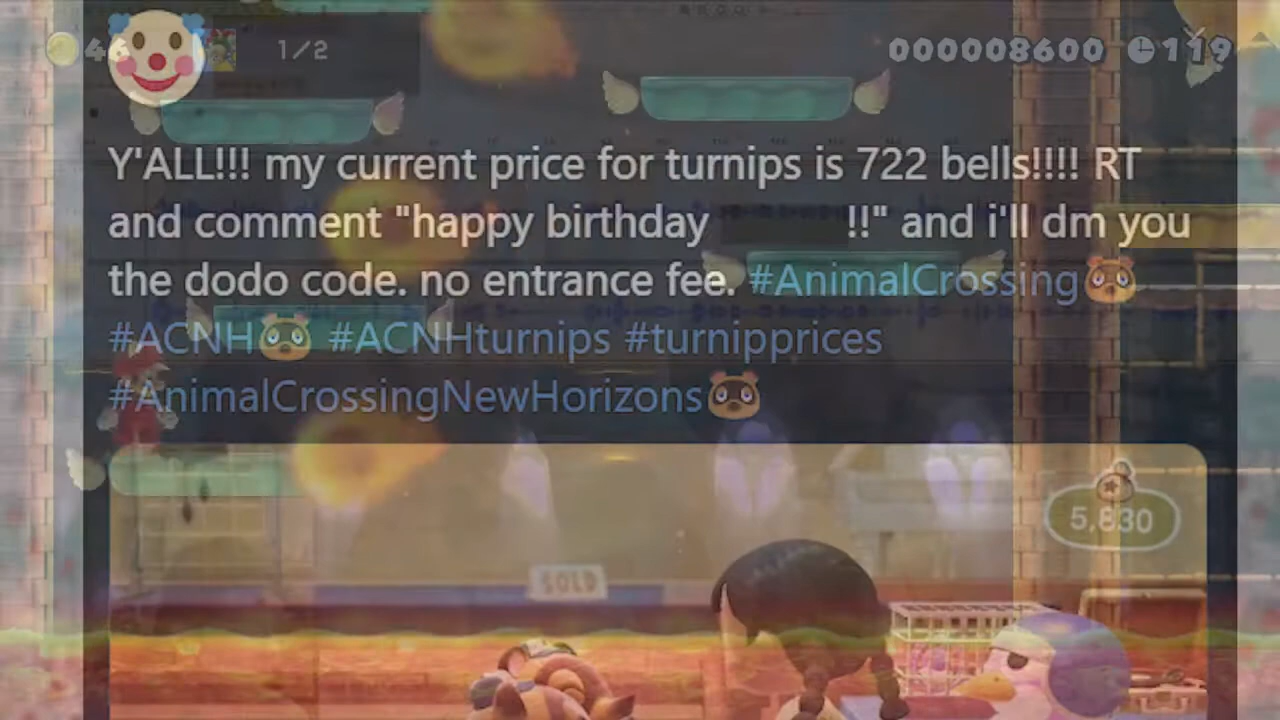 46 1/2 000008600 119
Y'ALL!!! my current price for turnips is 722 bells!!!! RT
and comment "happy birthday !!" and i'll dm you
the dodo code. no entrance fee. #AnimalCrossing
#ACNH #ACNHturnips #turnipprices
#AnimalCrossingNewHorizons
5,830
SOLD